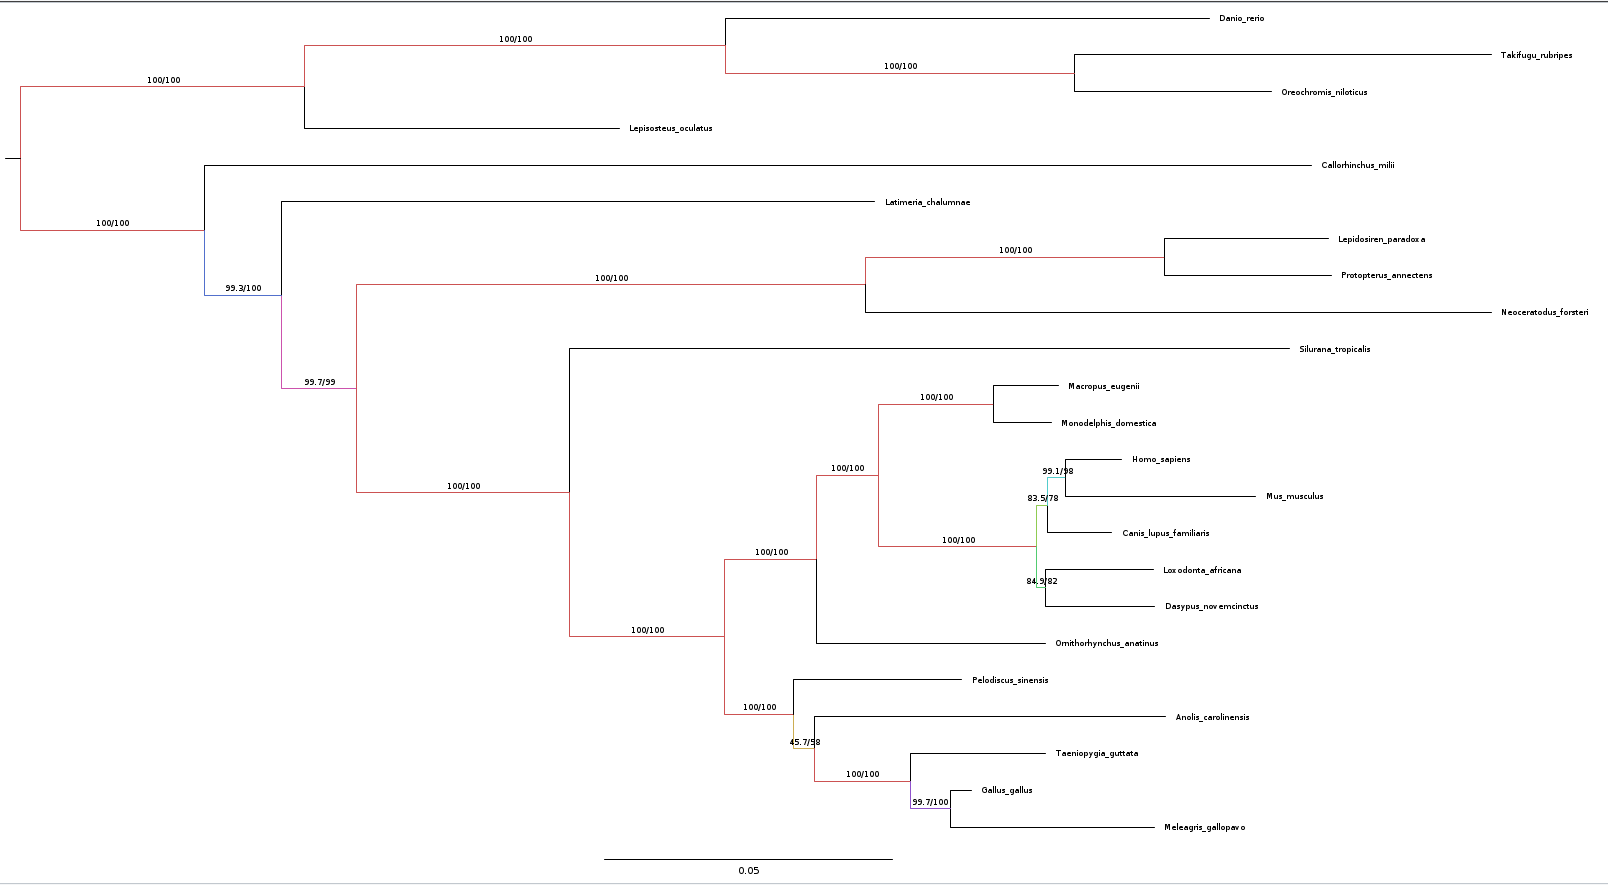 Danio_rerio
100/100
Takifugu_rubripes
100/100
100/100
Oreochromis_niloticus
Lepisosteus_oculatus
Callorhinchus_milii
Latimeria_chalumnae
100/100
Lepidosiren_paradoxa
100/100
Protopterus_annectens
100/100
99.3/100
Neoceratodus_forsteri
Silurana_tropicalis
99.7/99
Macropus_eugenii
100/100
Monodelphis_domestica
Homo_sapiens
100/100
99.1/98
100/100
Mus_musculus
83.5/78
Canis_lupus_familiaris
100/100
100/100
Loxodonta_africana
84.9/82
Dasypus_novemcinctus
100/100
Ornithorhynchus_anatinus
Pelodiscus_sinensis
100/100
Anolis_carolinensis
45.7/58
Taeniopygia_guttata
100/100
Gallus_gallus
99.7/100
Meleagris_gallopavo
0.05